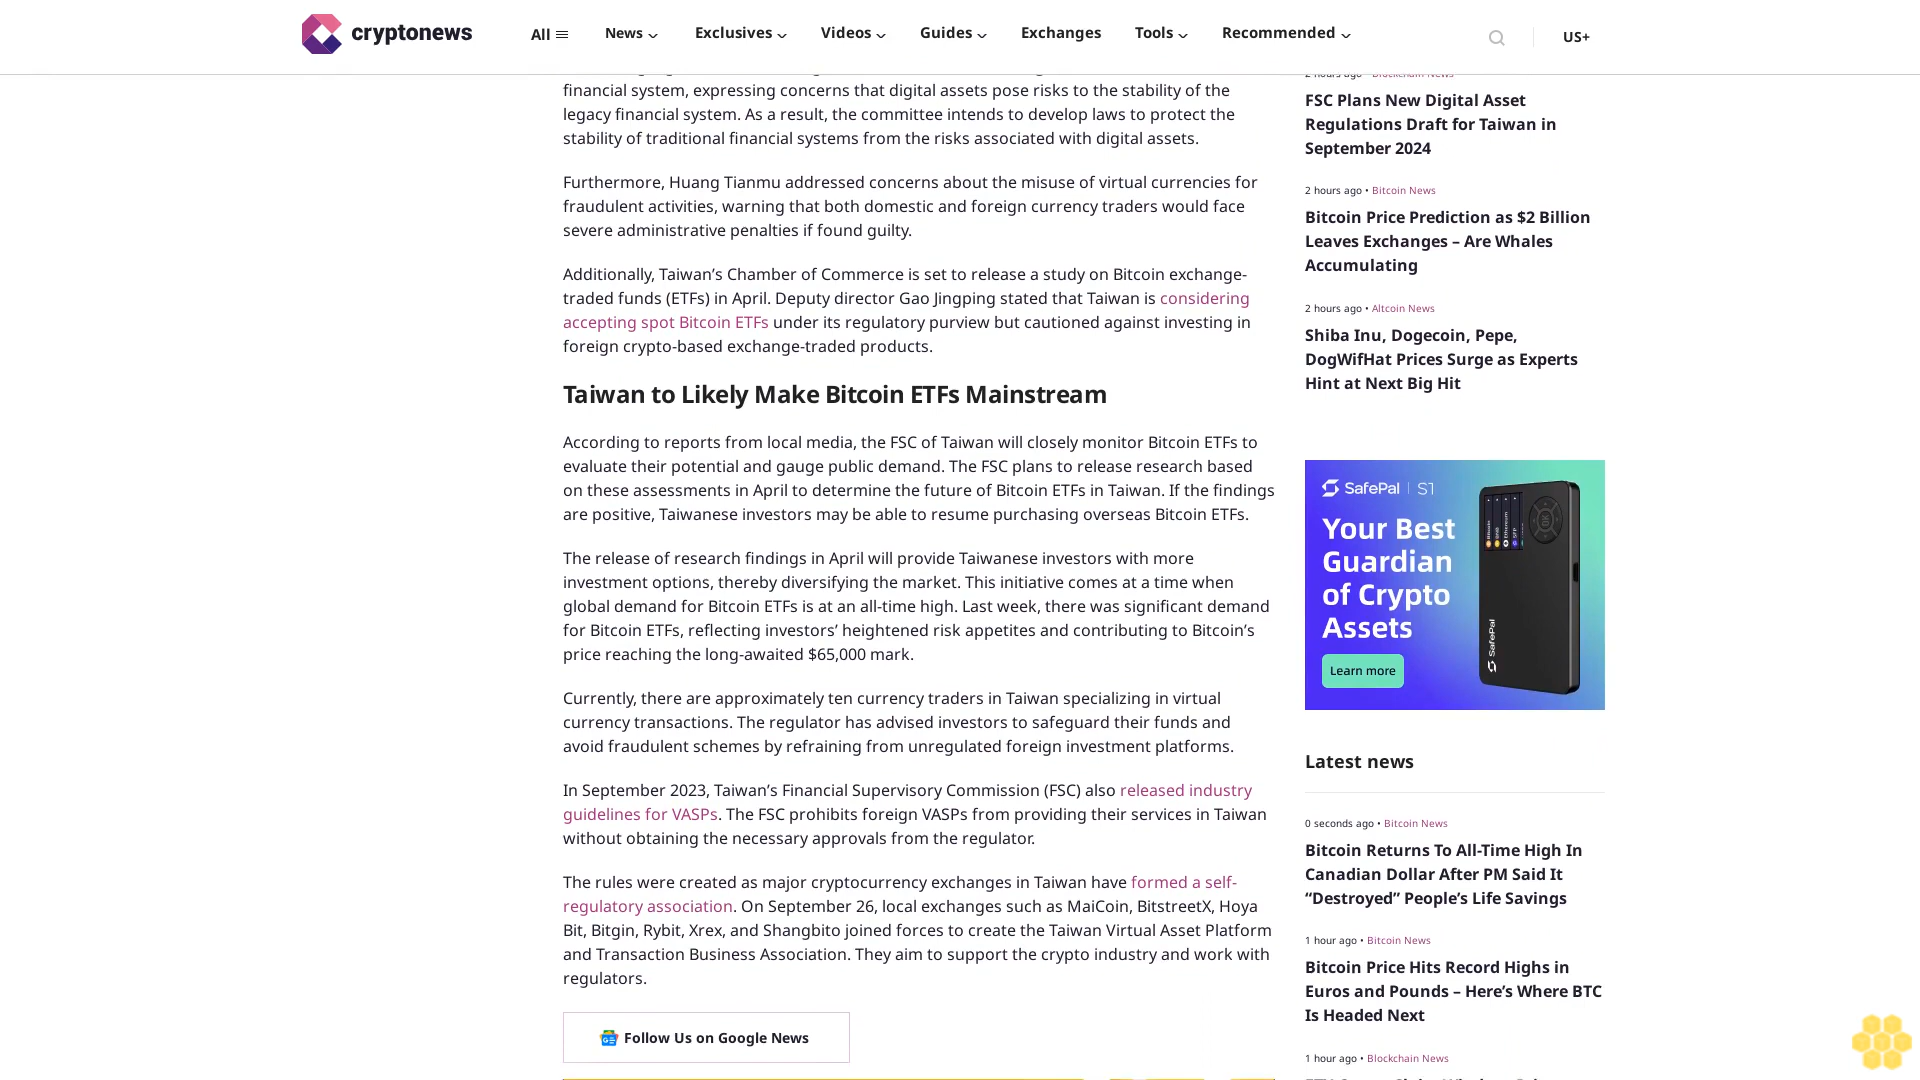 cryptonews
All
News
Exclusives
Videos
Guides
Exchanges
Tools
Recommended
US+
financial system, expressing concerns that digital assets pose risks to the stability of the
legacy financial system. As a result, the committee intends to develop laws to protect the
stability of traditional financial systems from the risks associated with digital assets.
Furthermore, Huang Tianmu addressed concerns about the misuse of virtual currencies for
fraudulent activities, warning that both domestic and foreign currency traders would face
severe administrative penalties if found guilty.
Additionally, Taiwan’s Chamber of Commerce is set to release a study on Bitcoin exchange-
traded funds (ETFs) in April. Deputy director Gao Jingping stated that Taiwan is considering
accepting spot Bitcoin ETFs under its regulatory purview but cautioned against investing in
foreign crypto-based exchange-traded products.
Taiwan to Likely Make Bitcoin ETFs Mainstream
According to reports from local media, the FSC of Taiwan will closely monitor Bitcoin ETFs to
evaluate their potential and gauge public demand. The FSC plans to release research based
on these assessments in April to determine the future of Bitcoin ETFs in Taiwan. If the findings
are positive, Taiwanese investors may be able to resume purchasing overseas Bitcoin ETFs.
The release of research findings in April will provide Taiwanese investors with more
investment options, thereby diversifying the market. This initiative comes at a time when
global demand for Bitcoin ETFs is at an all-time high. Last week, there was significant demand
for Bitcoin ETFs, reflecting investors’ heightened risk appetites and contributing to Bitcoin’s
price reaching the long-awaited $65,000 mark.
Currently, there are approximately ten currency traders in Taiwan specializing in virtual
currency transactions. The regulator has advised investors to safeguard their funds and
avoid fraudulent schemes by refraining from unregulated foreign investment platforms.
In September 2023, Taiwan’s Financial Supervisory Commission (FSC) also released industry
guidelines for VASPs. The FSC prohibits foreign VASPs from providing their services in Taiwan
without obtaining the necessary approvals from the regulator.
The rules were created as major cryptocurrency exchanges in Taiwan have formed a self-
regulatory association. On September 26, local exchanges such as MaiCoin, BitstreetX, Hoya
Bit, Bitgin, Rybit, Xrex, and Shangbito joined forces to create the Taiwan Virtual Asset Platform
and Transaction Business Association. They aim to support the crypto industry and work with
regulators.
Follow Us on Google News
2 hours ago • Blockchain News
FSC Plans New Digital Asset
Regulations Draft for Taiwan in
September 2024
2 hours ago • Bitcoin News
Bitcoin Price Prediction as $2 Billion
Leaves Exchanges – Are Whales
Accumulating
2 hours ago • Altcoin News
Shiba Inu, Dogecoin, Pepe,
DogWifHat Prices Surge as Experts
Hint at Next Big Hit
SafePal | S1
Your Best
Guardian
of Crypto
Assets
Learn more
Bitcoin
BNB
Ethereum
SFP
SafePal
Latest news
0 seconds ago • Bitcoin News
Bitcoin Returns To All-Time High In
Canadian Dollar After PM Said It
“Destroyed” People’s Life Savings
1 hour ago • Bitcoin News
Bitcoin Price Hits Record Highs in
Euros and Pounds – Here’s Where BTC
Is Headed Next
1 hour ago • Blockchain News